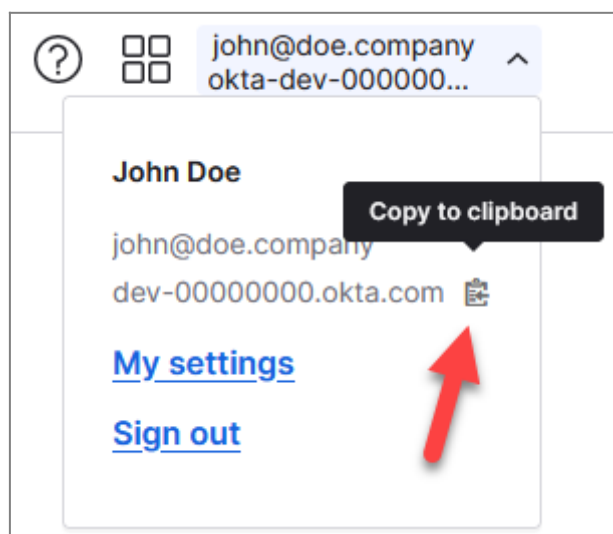 john@doe.company
okta-dev-000000...
John Doe
Copy to clipboard
john@doe.company
dev-00000000.okta.com
My settings
Sign out